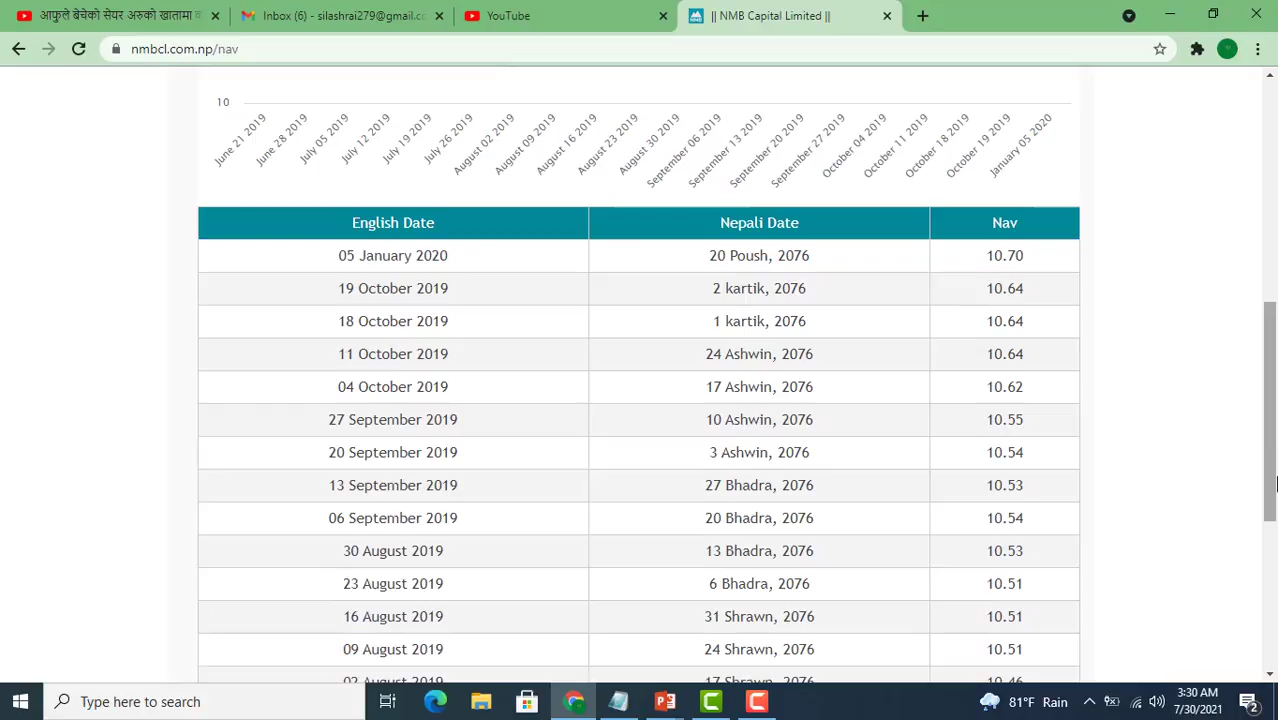 आफुले बेचेको सेयर अरुको खातामा
Inbox (6) - silashrai279@gmail.c
YouTube
|| NMB Capital Limited ||
nmbcl.com.np/nav
10
June 21 2019
June 28 2019
July 05 2019
July 12 2019
July 19 2019
July 26 2019
August 02 2019
August 09 2019
August 16 2019
August 23 2019
August 30 2019
September 06 2019
September 13 2019
September 20 2019
September 27 2019
October 04 2019
October 11 2019
October 18 2019
October 19 2019
January 05 2020
English Date Nepali Date Nav
05 January 2020 20 Poush, 2076 10.70
19 October 2019 2 kartik, 2076 10.64
18 October 2019 1 kartik, 2076 10.64
11 October 2019 24 Ashwin, 2076 10.64
04 October 2019 17 Ashwin, 2076 10.62
27 September 2019 10 Ashwin, 2076 10.55
20 September 2019 3 Ashwin, 2076 10.54
13 September 2019 27 Bhadra, 2076 10.53
06 September 2019 20 Bhadra, 2076 10.54
30 August 2019 13 Bhadra, 2076 10.53
23 August 2019 6 Bhadra, 2076 10.51
16 August 2019 31 Shrawn, 2076 10.51
09 August 2019 24 Shrawn, 2076 10.51
02 August 2019 17 Shrawn, 2076 10.46
Type here to search
81°F Rain
3:30 AM
7/30/2021
2